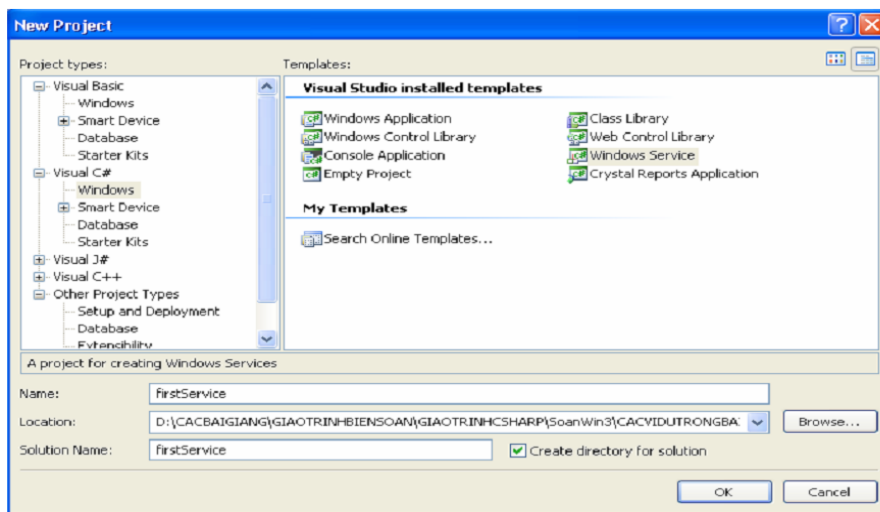 New Project
Project types:
Templates:
Visual Basic
Windows
Smart Device
Database
Starter Kits
Visual C#
Windows
Smart Device
Database
Starter Kits
Visual J#
Visual C++
Other Project Types
Setup and Deployment
Database
Extensibility
Visual Studio installed templates
Windows Application
Class Library
Windows Control Library
Web Control Library
Console Application
Windows Service
Empty Project
Crystal Reports Application
My Templates
Search Online Templates...
A project for creating Windows Services
Name:
firstService
Location:
D:\CACBAIGIANG\GIAOTRINHBIENSOAN\GIAOTRINHCSHARP\SoanWin3\CACVIDUTRONGBA
Browse...
Solution Name:
firstService
Create directory for solution
OK
Cancel